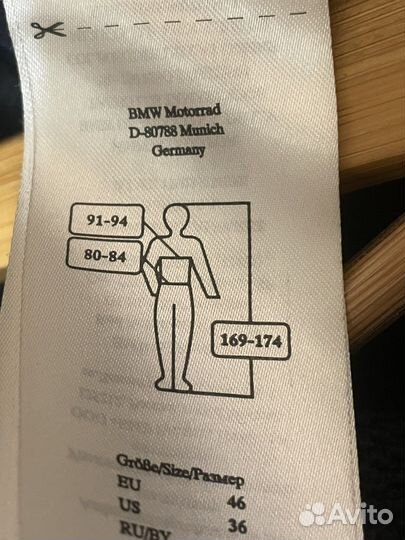 BMW Motorrad
D-80788 Munich
Germany
91-94
80-84
169-174
Größe/Size/Размер
EU 46
US 36
RU/BY
Avito